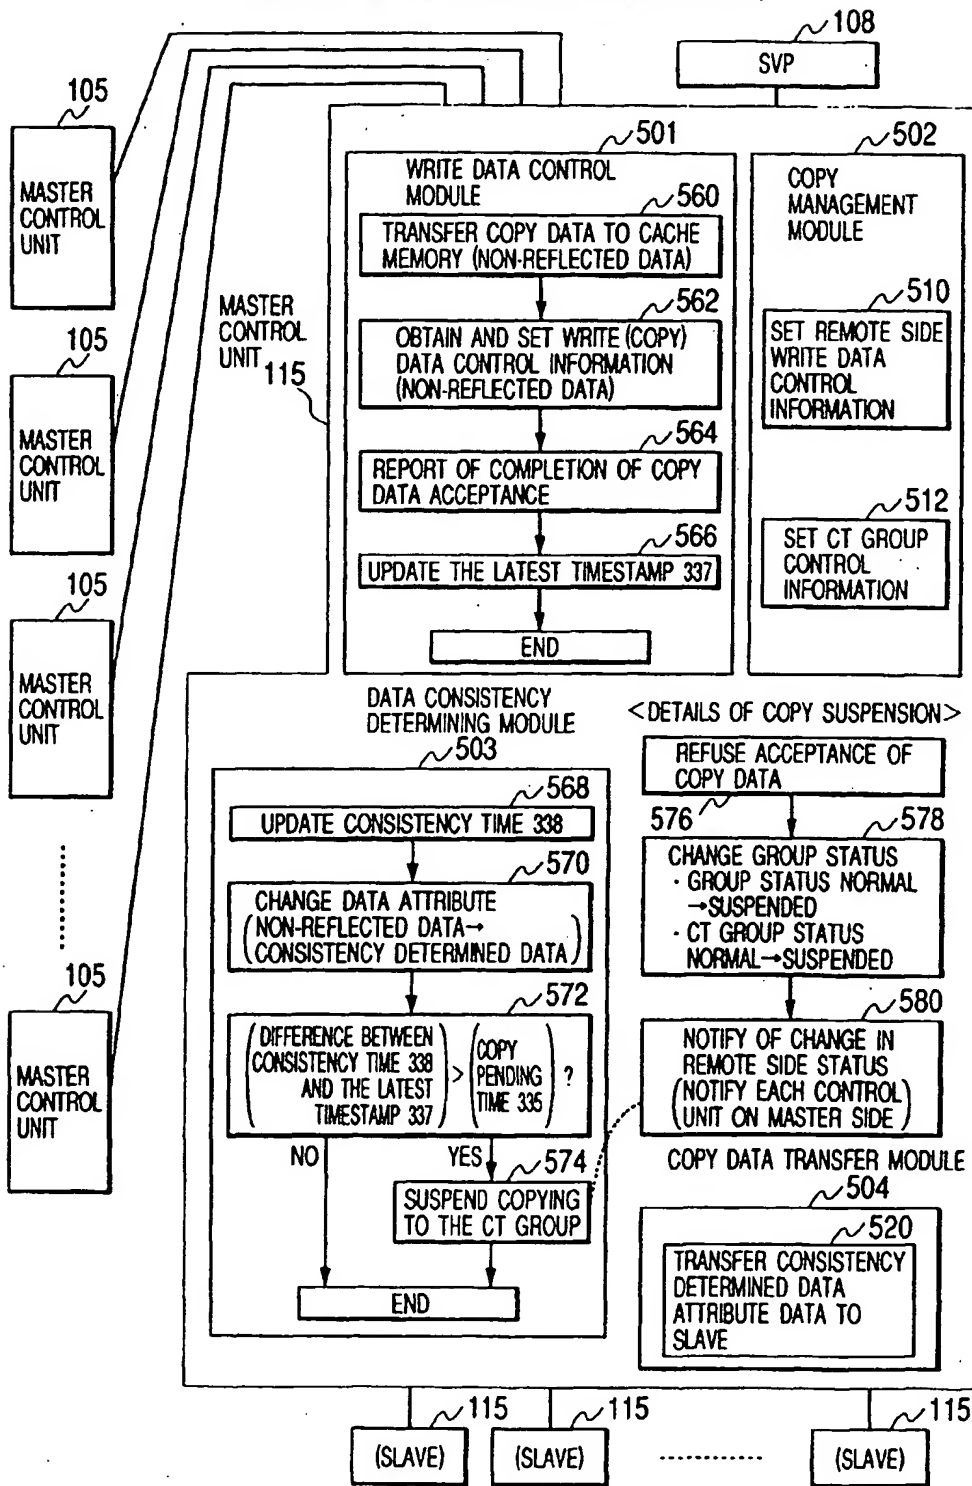 108
SVP
105
MASTER
CONTROL
UNIT
105
MASTER
CONTROL
UNIT
105
MASTER
CONTROL
UNIT
105
MASTER
CONTROL
UNIT
MASTER
CONTROL
UNIT
115
501
WRITE DATA CONTROL
MODULE
560
TRANSFER COPY DATA TO CACHE
MEMORY (NON-REFLECTED DATA)
562
OBTAIN AND SET WRITE (COPY)
DATA CONTROL INFORMATION
(NON-REFLECTED DATA)
564
REPORT OF COMPLETION OF COPY
DATA ACCEPTANCE
566
UPDATE THE LATEST TIMESTAMP 337
END
502
COPY
MANAGEMENT
MODULE
510
SET REMOTE SIDE
WRITE DATA
CONTROL
INFORMATION
512
SET CT GROUP
CONTROL
INFORMATION
DATA CONSISTENCY
DETERMINING MODULE
503
568
UPDATE CONSISTENCY TIME 338
570
CHANGE DATA ATTRIBUTE
(NON-REFLECTED DATA→
CONSISTENCY DETERMINED DATA)
572
(DIFFERENCE BETWEEN
CONSISTENCY TIME 338
AND THE LATEST
TIMESTAMP 337) > (COPY
PENDING
TIME 335) ?
NO
YES
574
SUSPEND COPYING
TO THE CT GROUP
END
<DETAILS OF COPY SUSPENSION>
REFUSE ACCEPTANCE OF
COPY DATA
576
578
CHANGE GROUP STATUS
· GROUP STATUS NORMAL
→SUSPENDED
· CT GROUP STATUS
NORMAL→SUSPENDED
580
NOTIFY OF CHANGE IN
REMOTE SIDE STATUS
(NOTIFY EACH CONTROL
UNIT ON MASTER SIDE)
COPY DATA TRANSFER MODULE
504
520
TRANSFER CONSISTENCY
DETERMINED DATA
ATTRIBUTE DATA TO
SLAVE
115
(SLAVE)
115
(SLAVE)
115
(SLAVE)